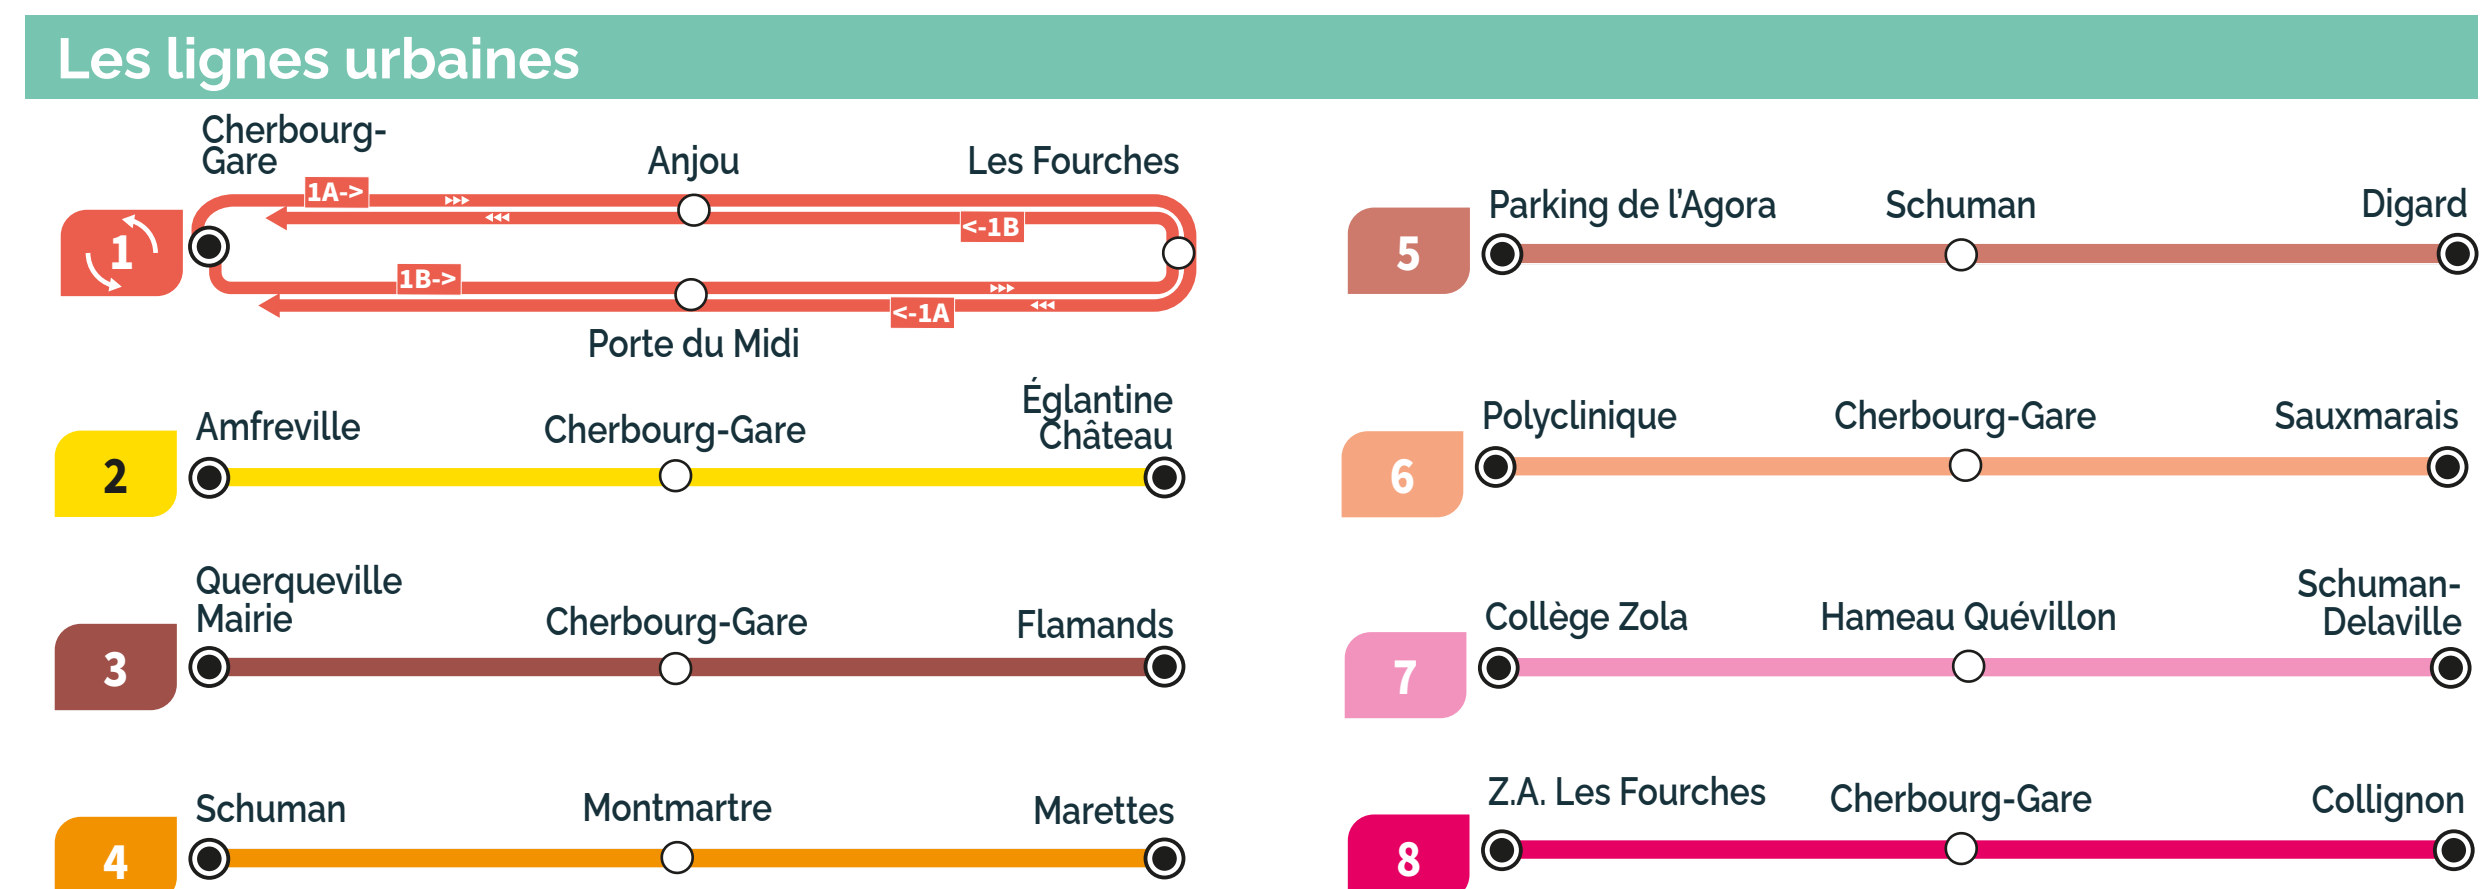 Les lignes urbaines
1
Cherbourg-
Gare
Anjou
Les Fourches
1A->
<-1B
1B->
<-1A
Porte du Midi
2
Amfreville
Cherbourg-Gare
Églantine
Château
3
Querqueville
Mairie
Cherbourg-Gare
Flamands
4
Schuman
Montmartre
Marettes
5
Parking de l'Agora
Schuman
Digard
6
Polyclinique
Cherbourg-Gare
Sauxmarais
7
Collège Zola
Hameau Quévillon
Schuman-
Delaville
8
Z.A. Les Fourches
Cherbourg-Gare
Collignon